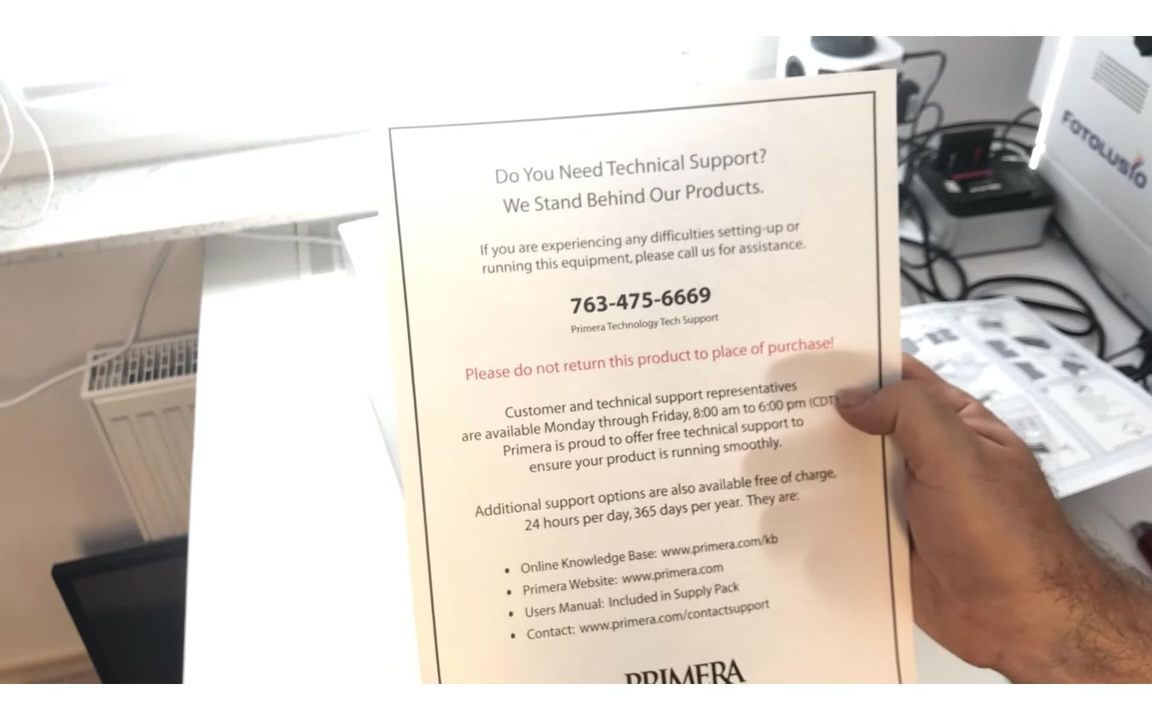 Do You Need Technical Support?
We Stand Behind Our Products.
If you are experiencing any difficulties setting-up or
running this equipment, please call us for assistance.
763-475-6669
Primera Technology Tech Support
Please do not return this product to place of purchase!
Customer and technical support representatives
are available Monday through Friday, 8:00 am to 6:00 pm (CDT)
Primera is proud to offer free technical support to
ensure your product is running smoothly.
Additional support options are also available free of charge,
24 hours per day, 365 days per year. They are:
• Online Knowledge Base: www.primera.com/kb
• Primera Website: www.primera.com
• Users Manual: Included in Supply Pack
• Contact: www.primera.com/contactsupport
PRIMERA
FOTOLUSIO